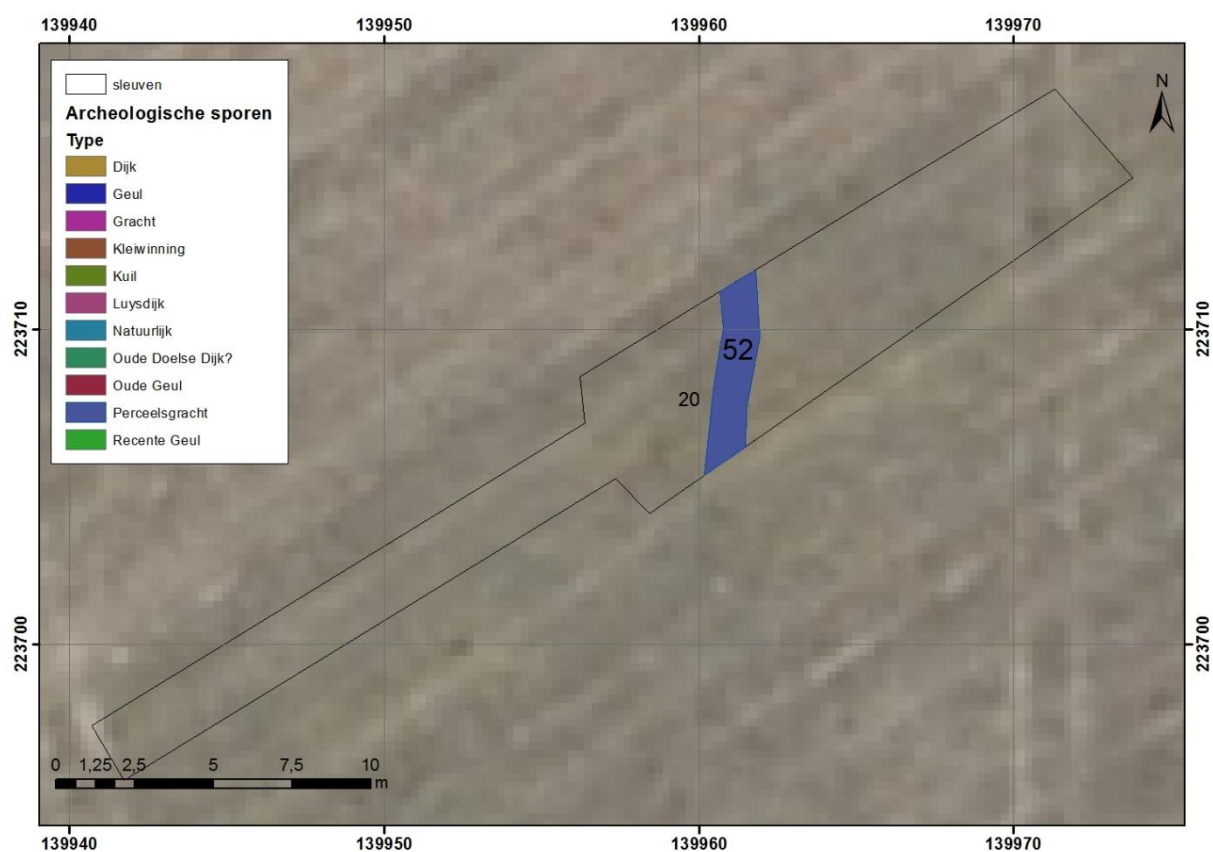 139940 139950 139960 139970
sleuven
Archeologische sporen
Type
Dijk
Geul
Gracht
Kleiwinning
Kuil
Luysdijk
Natuurlijk
Oude Doelse Dijk?
Oude Geul
Perceelsgracht
Recente Geul
N
223710 223710
52
20
223700 223700
0 1,25 2,5 5 7,5 10
m
139940 139950 139960 139970